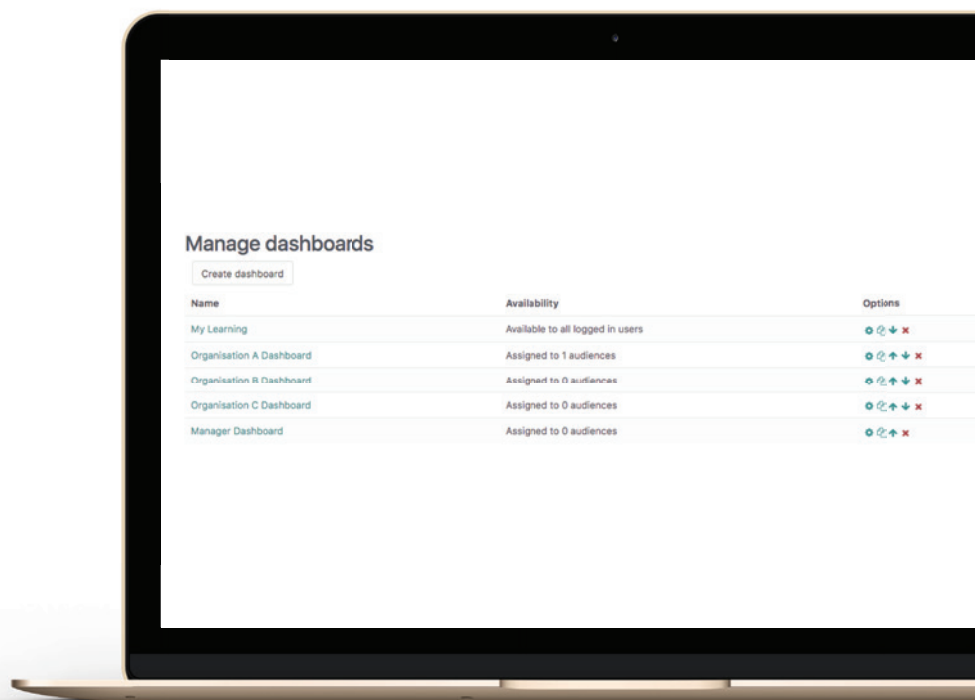 Manage dashboards
Create dashboard
Name Availability Options
My Learning Available to all logged in users
Organisation A Dashboard Assigned to 1 audiences
Organisation B Dashboard Assigned to 0 audiences
Organisation C Dashboard Assigned to 0 audiences
Manager Dashboard Assigned to 0 audiences